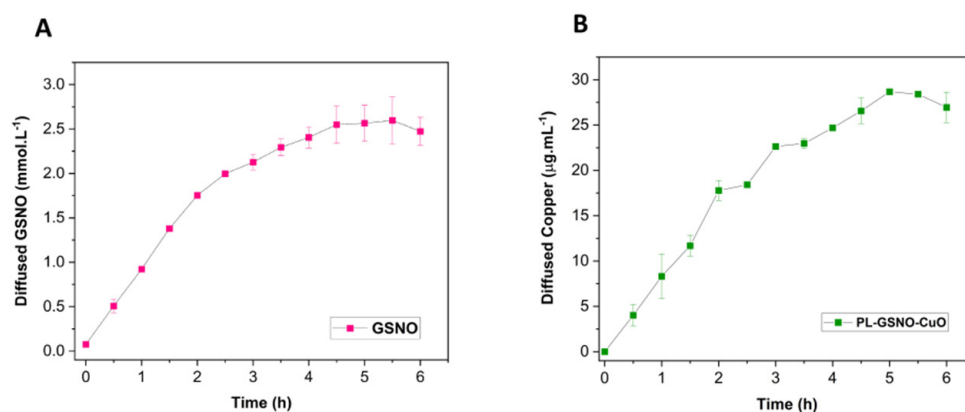 A
Diffused GSNO (mmol.L⁻¹)
3.0
2.5
2.0
1.5
1.0
0.5
0.0
GSNO
0 1 2 3 4 5 6
Time (h)
B
Diffused Copper (µg.mL⁻¹)
30
25
20
15
10
5
0
PL-GSNO-CuO
0 1 2 3 4 5 6
Time (h)